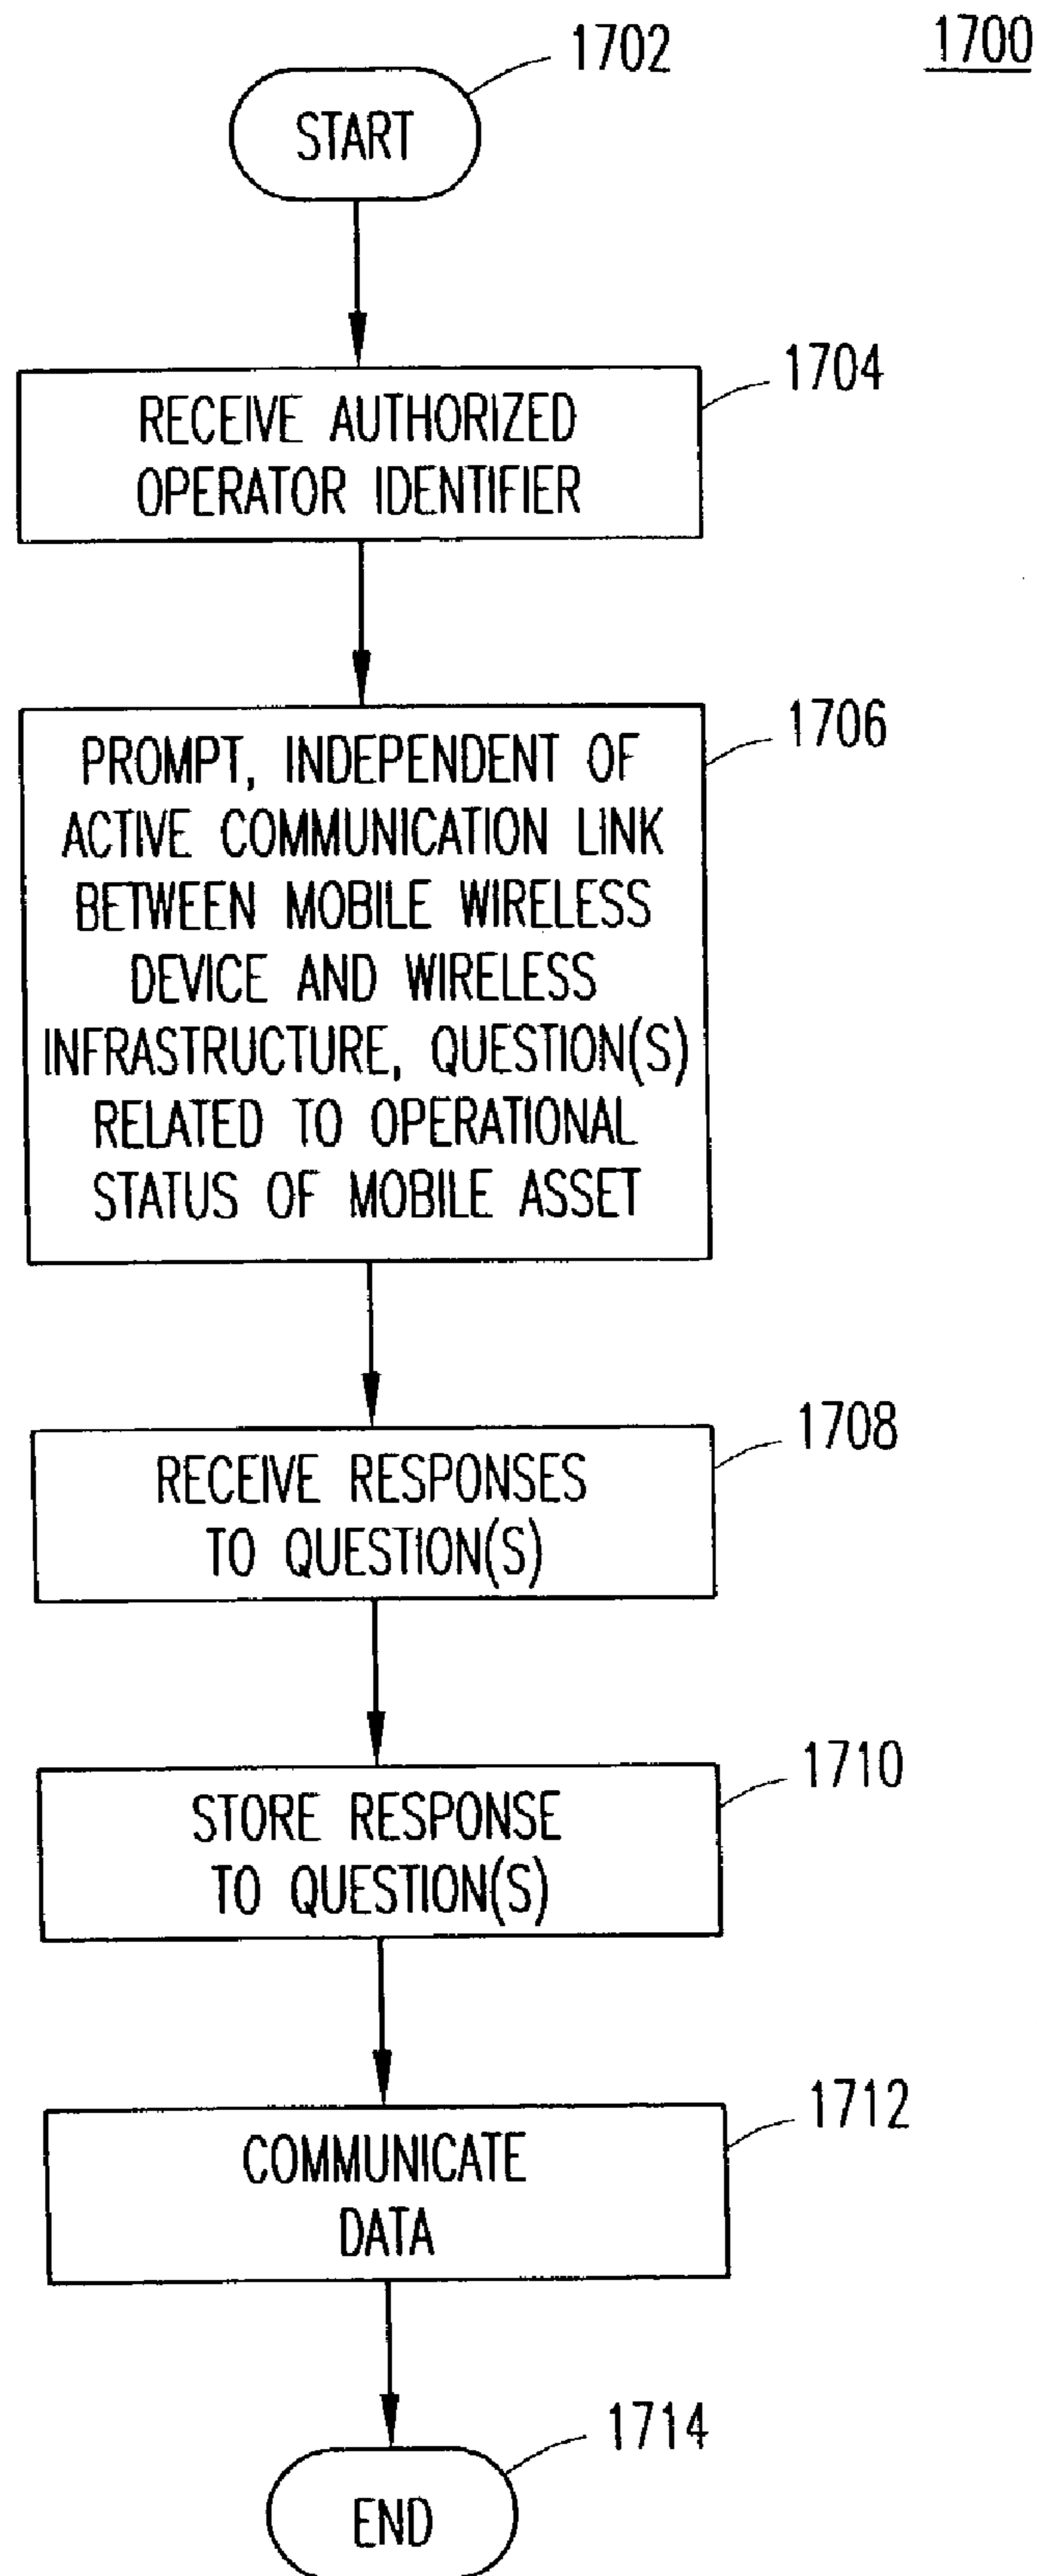 1700
1702
START
1704
RECEIVE AUTHORIZED
OPERATOR IDENTIFIER
1706
PROMPT, INDEPENDENT OF
ACTIVE COMMUNICATION LINK
BETWEEN MOBILE WIRELESS
DEVICE AND WIRELESS
INFRASTRUCTURE, QUESTION(S)
RELATED TO OPERATIONAL
STATUS OF MOBILE ASSET
1708
RECEIVE RESPONSES
TO QUESTION(S)
1710
STORE RESPONSE
TO QUESTION(S)
1712
COMMUNICATE
DATA
1714
END